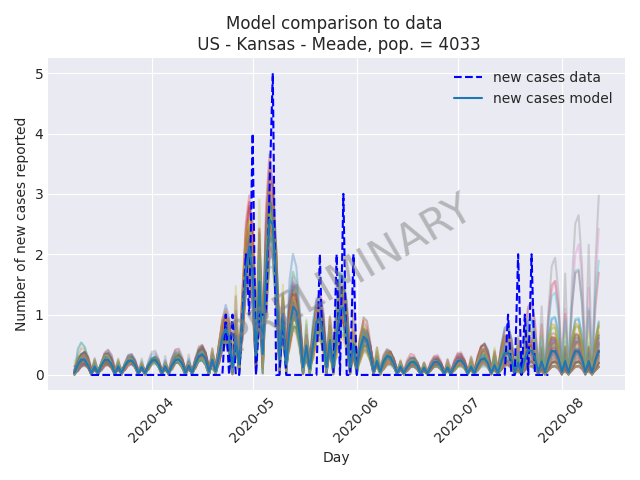 Model comparison to data
US - Kansas - Meade, pop. = 4033
new cases data
new cases model
PRELIMINARY
Number of new cases reported
5
4
3
2
1
0
2020-04
2020-05
2020-06
2020-07
2020-08
Day